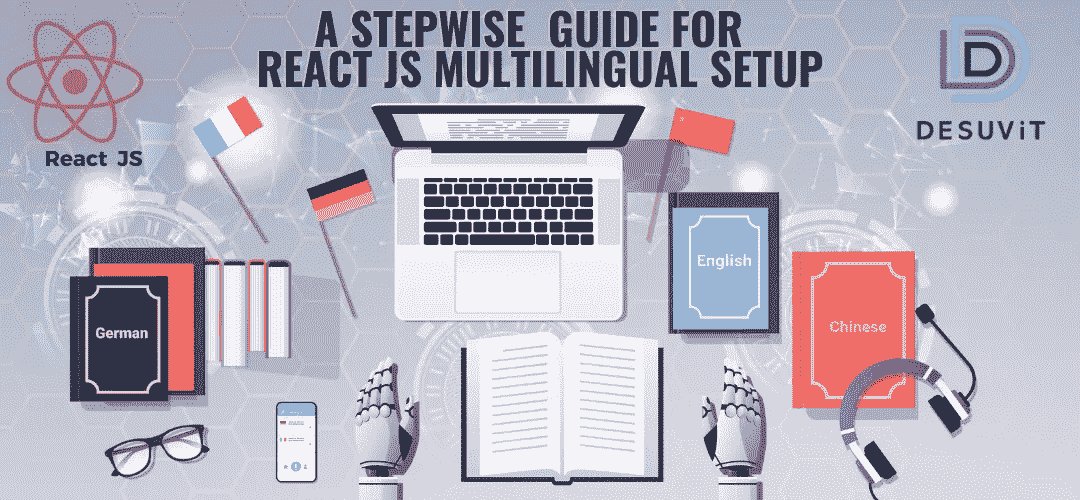 A STEPWISE GUIDE FOR
REACT JS MULTILINGUAL SETUP
React JS
DESUViT
English
Chinese
German